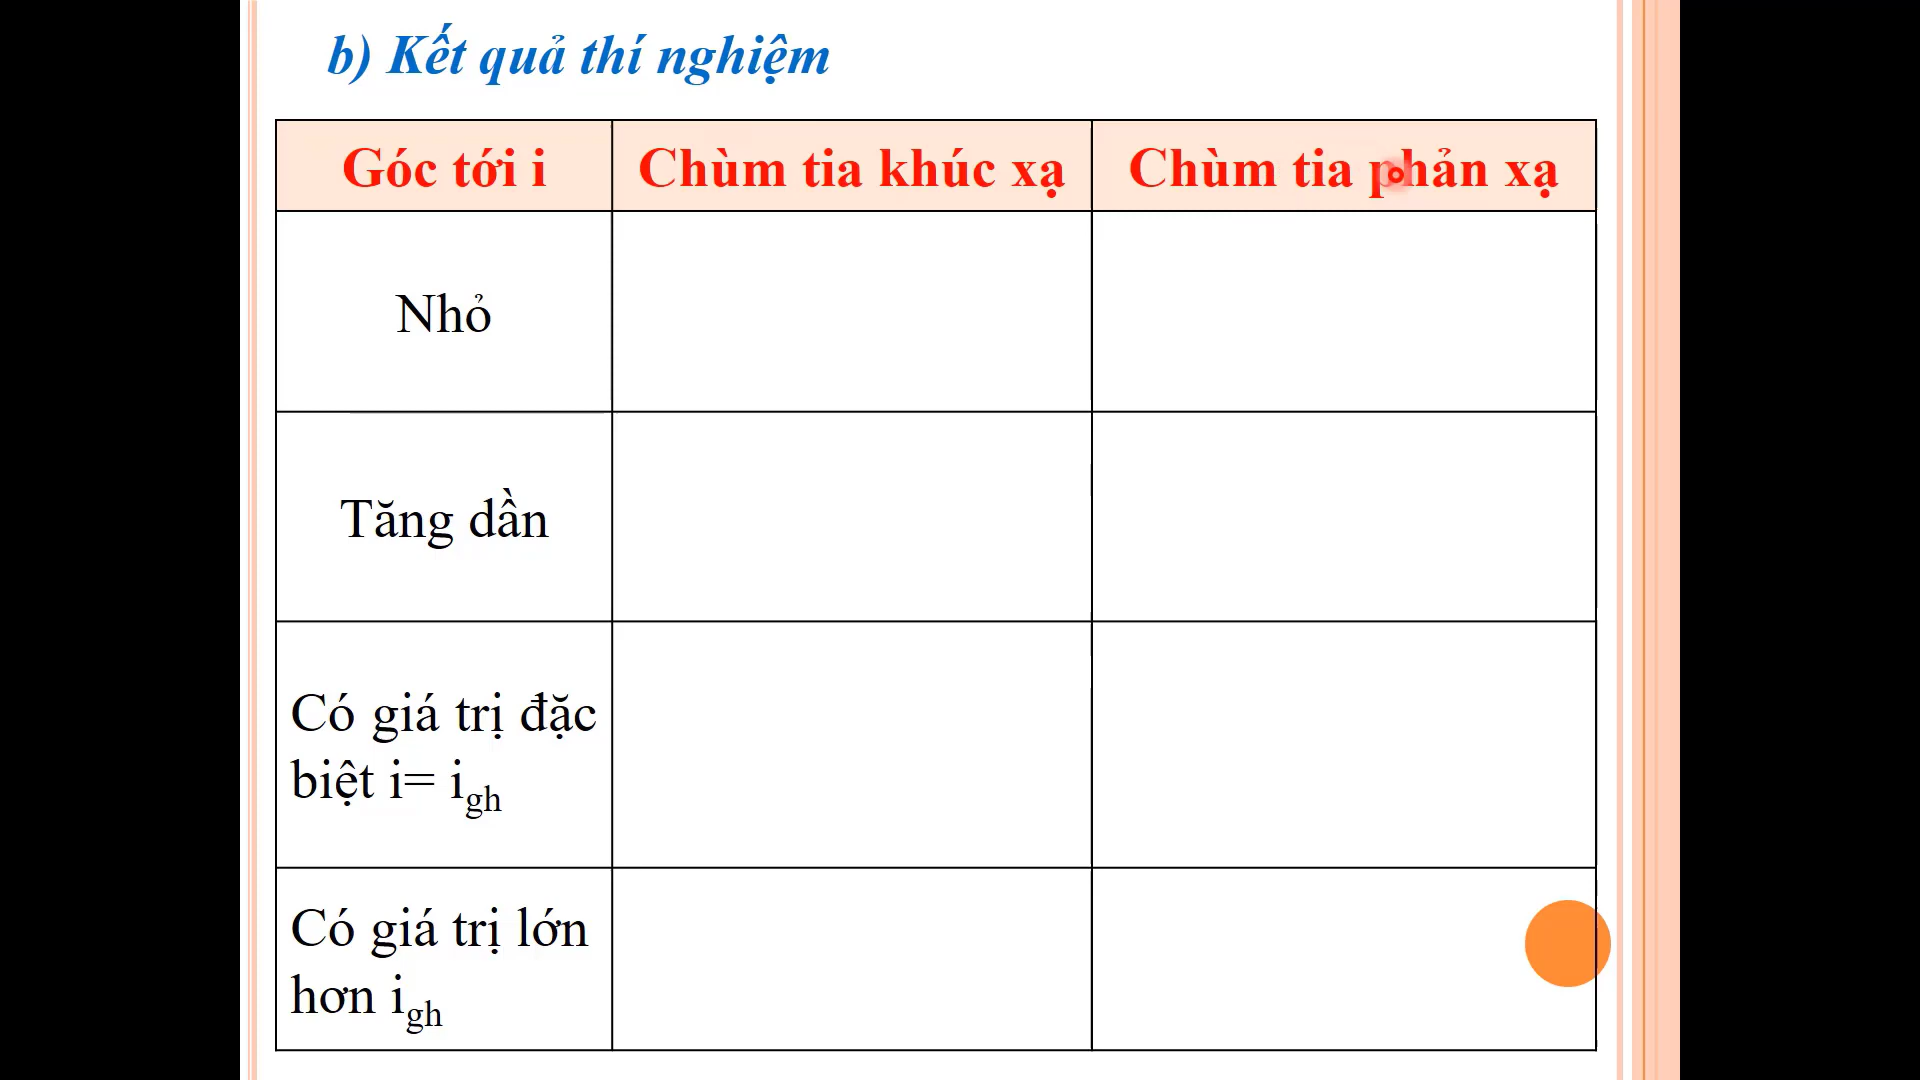 b) Kết quả thí nghiệm
Góc tới i
Chùm tia khúc xạ
Chùm tia phản xạ
Nhỏ
Tăng dần
Có giá trị đặc
biệt i= igh
Có giá trị lớn
hơn igh